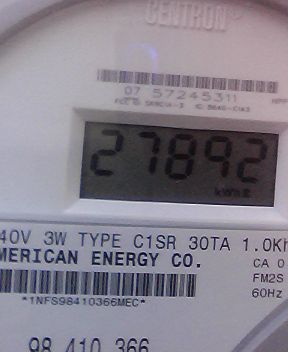 CENTRON®
07 57245311
27892
kWh
40V 3W TYPE C1SR 30TA 1.0Kh
MERICAN ENERGY CO.
CA 0
FM2S
60Hz
*1NFS98410366MEC*
98 410 366